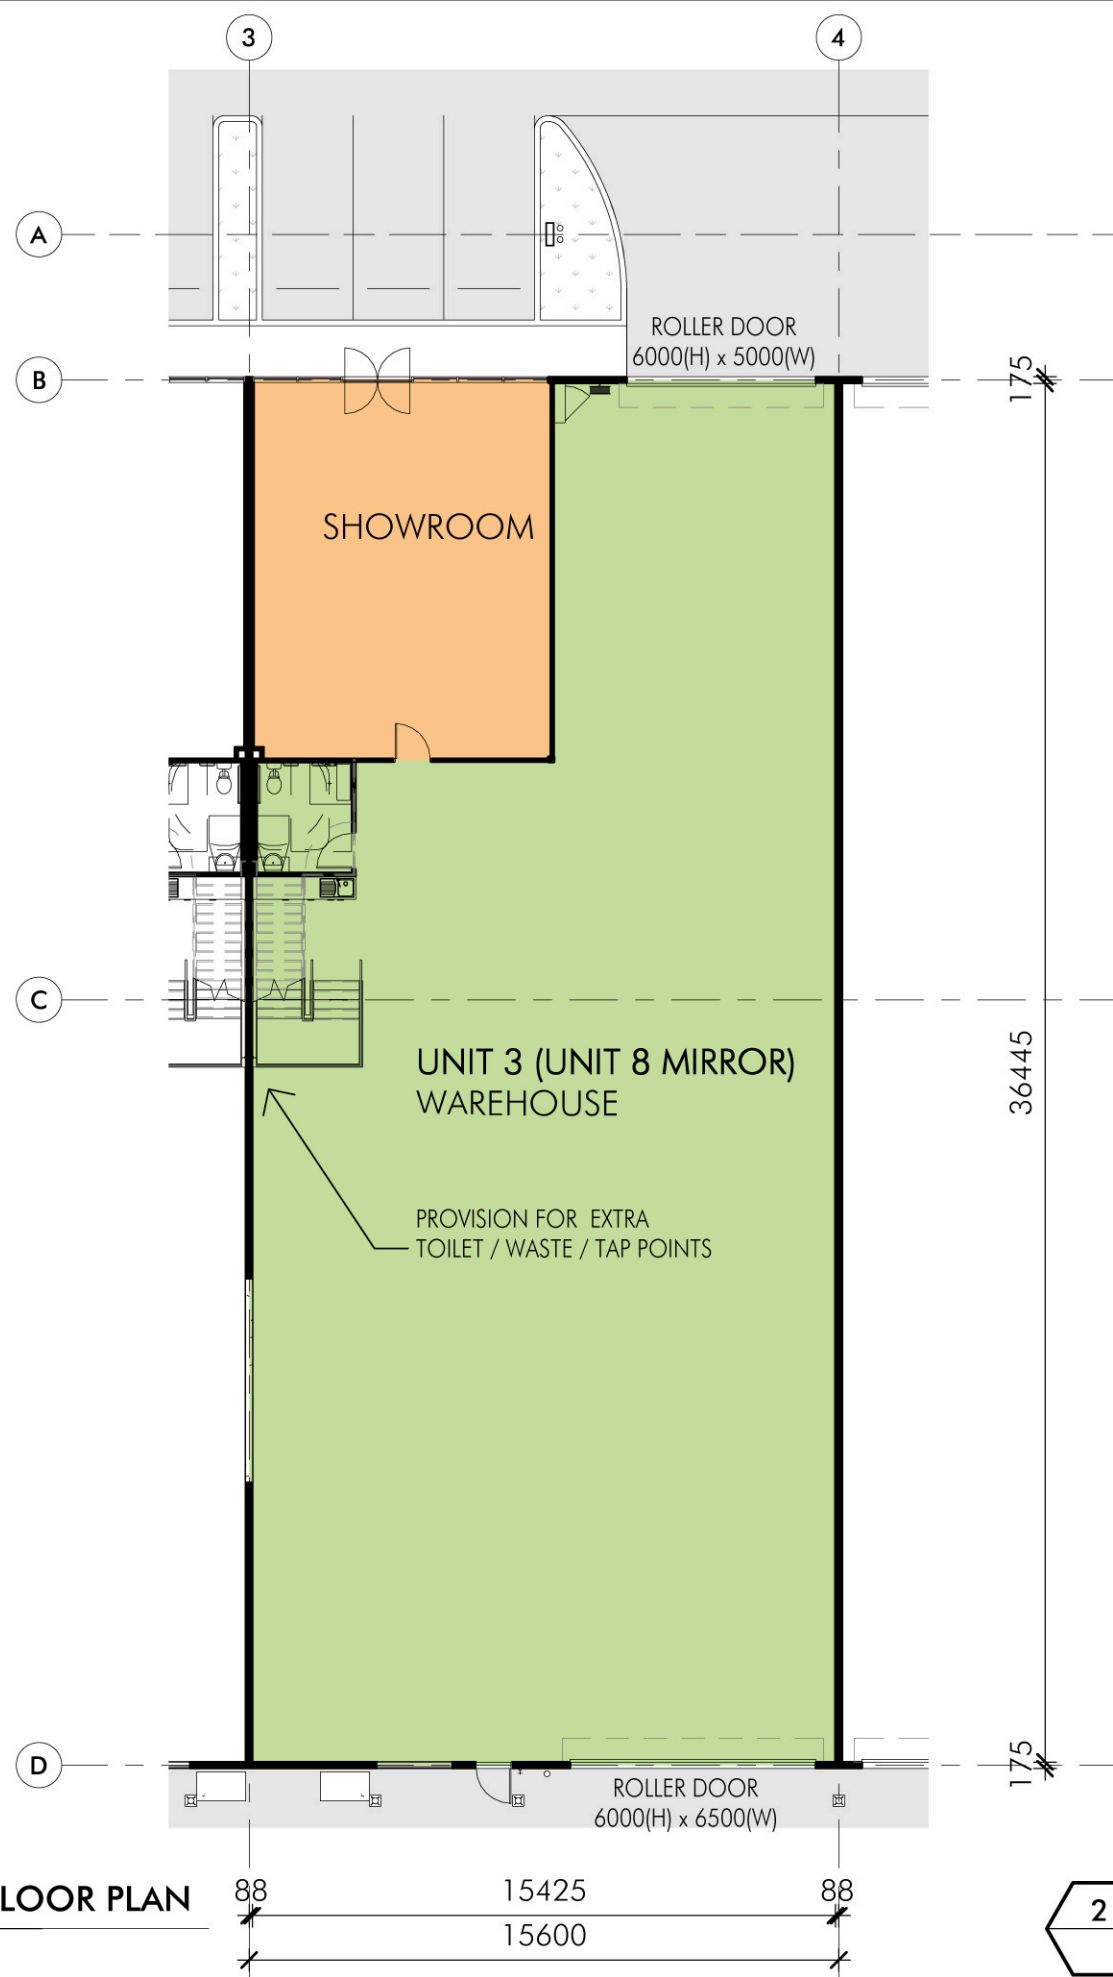 3
4
A
ROLLER DOOR
6000(H) x 5000(W)
B
175
SHOWROOM
C
36445
UNIT 3 (UNIT 8 MIRROR)
WAREHOUSE
PROVISION FOR EXTRA
TOILET / WASTE / TAP POINTS
D
175
ROLLER DOOR
6000(H) x 6500(W)
LOOR PLAN
88
15425
88
15600
2